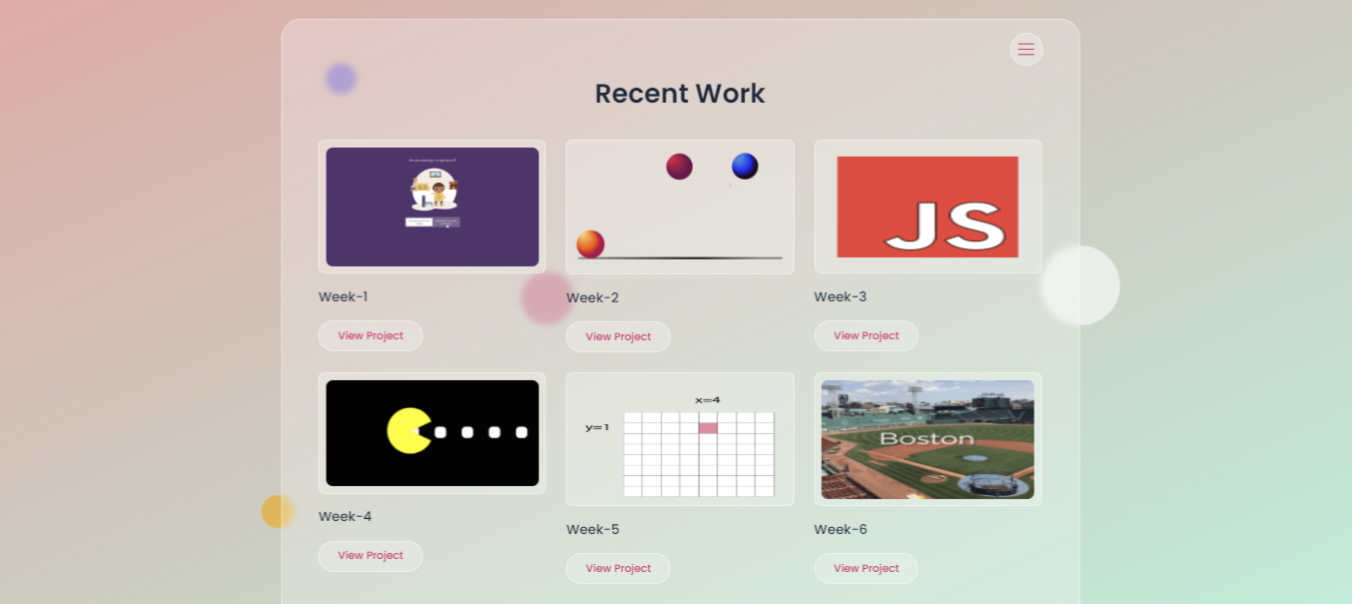 Recent Work
JS
Week-1
Week-2
Week-3
View Project
View Project
View Project
x=4
y=1
Boston
Week-4
Week-5
Week-6
View Project
View Project
View Project